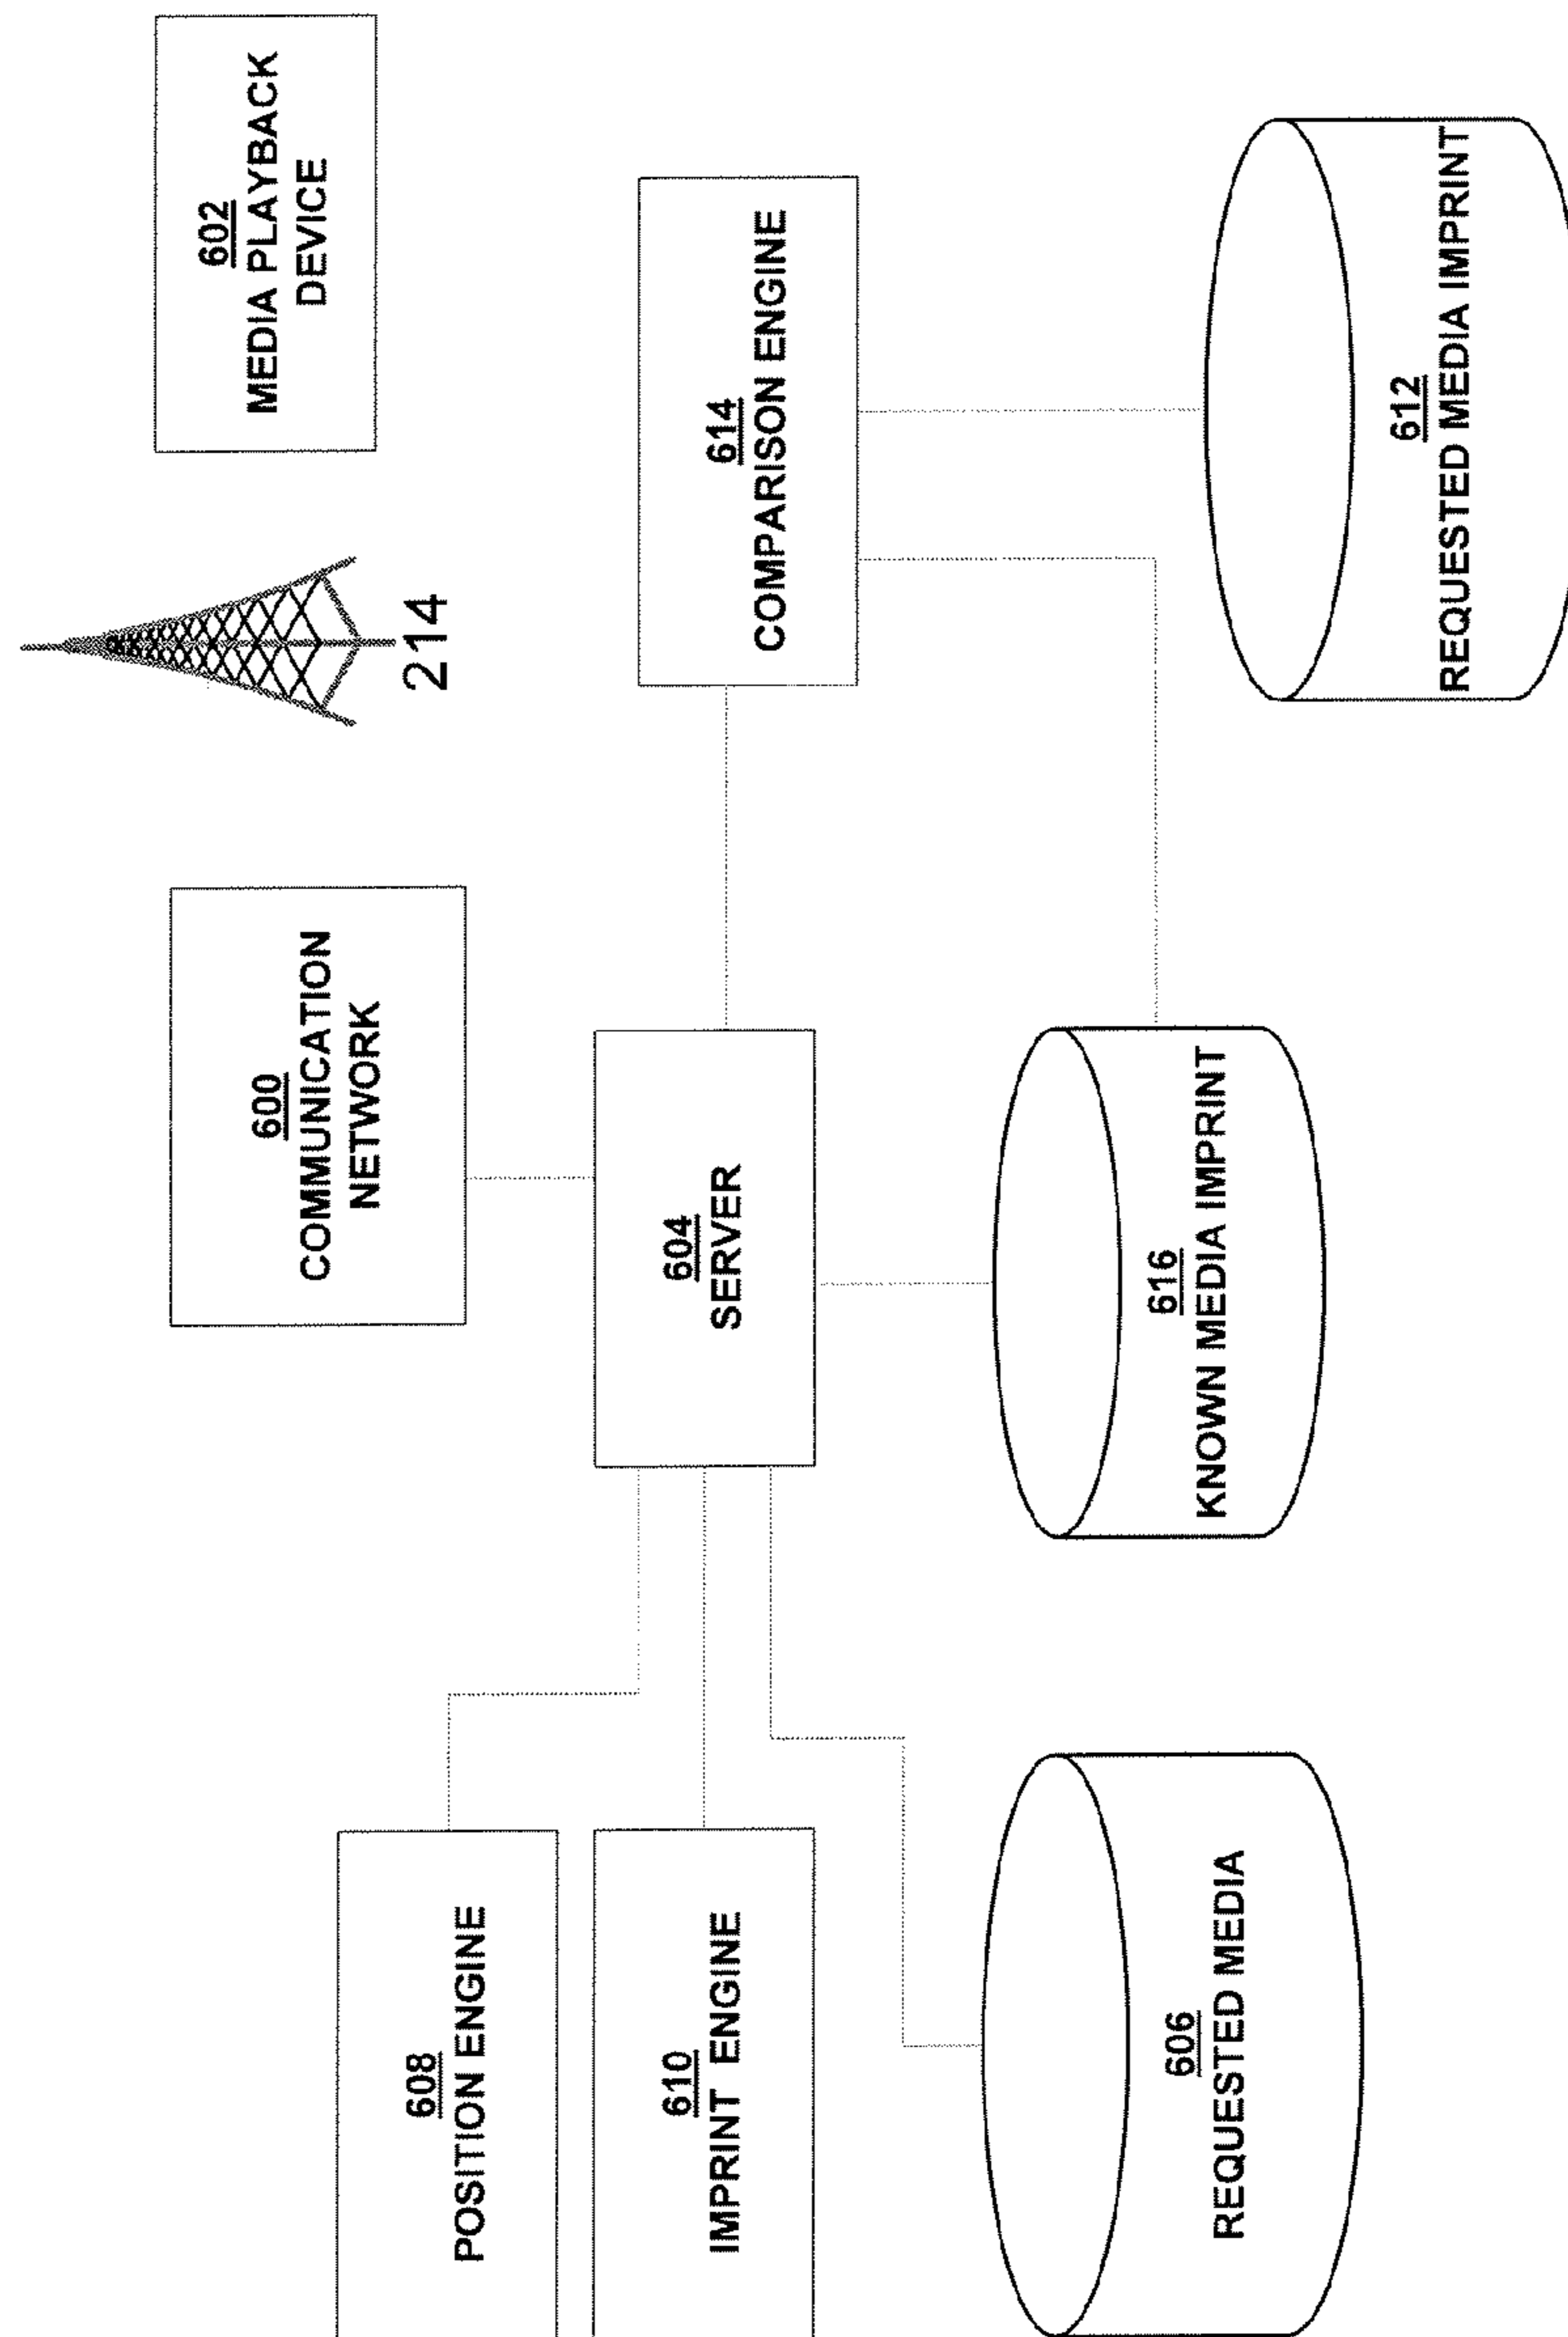 602
MEDIA PLAYBACK
DEVICE
214
600
COMMUNICATION
NETWORK
608
POSITION ENGINE
610
IMPRINT ENGINE
604
SERVER
614
COMPARISON ENGINE
606
REQUESTED MEDIA
616
KNOWN MEDIA IMPRINT
612
REQUESTED MEDIA IMPRINT